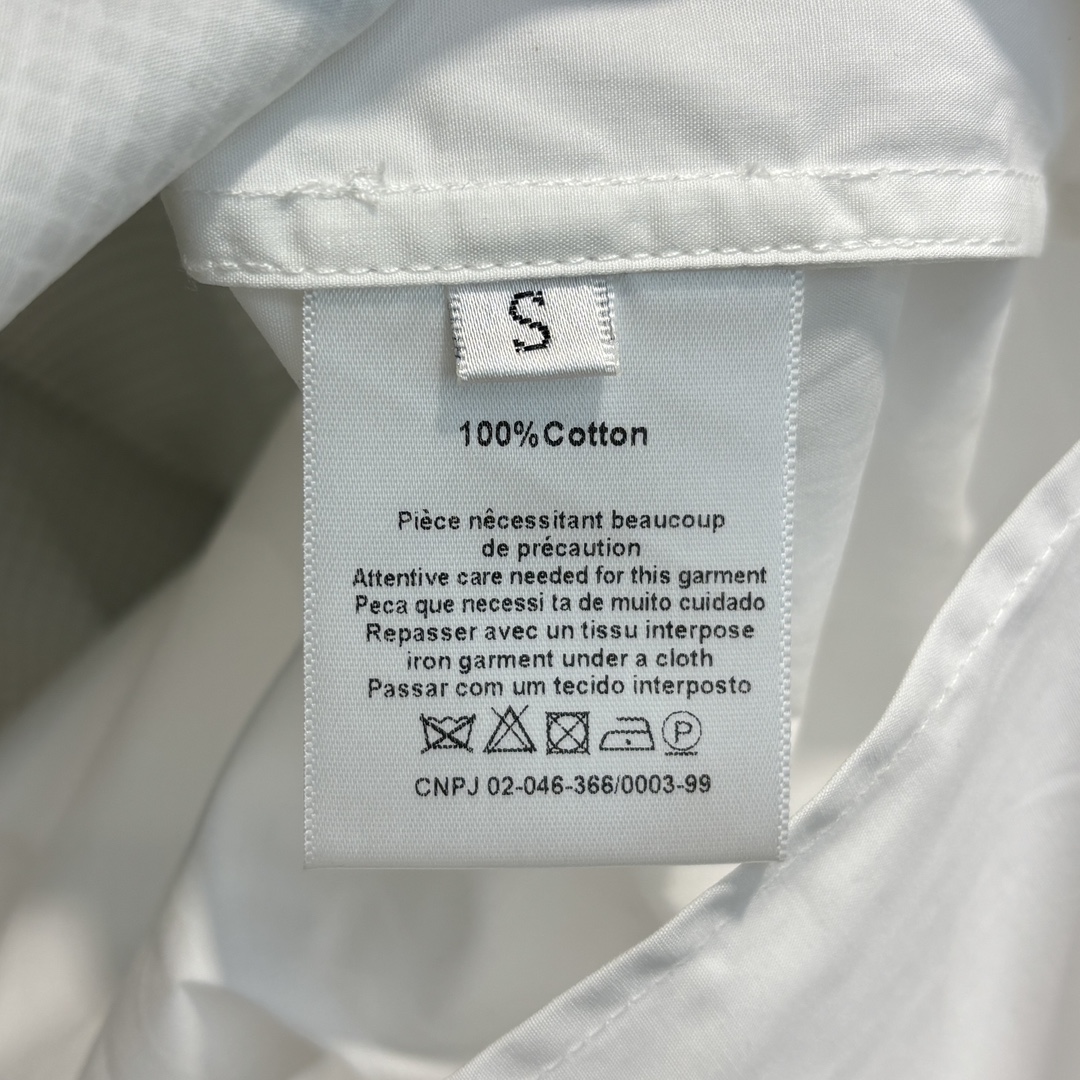 S
100%Cotton
Pièce nêcessitant beaucoup
de précaution
Attentive care needed for this garment
Peca que necessi ta de muito cuidado
Repasser avec un tissu interpose
iron garment under a cloth
Passar com um tecido interposto
P
CNPJ 02-046-366/0003-99